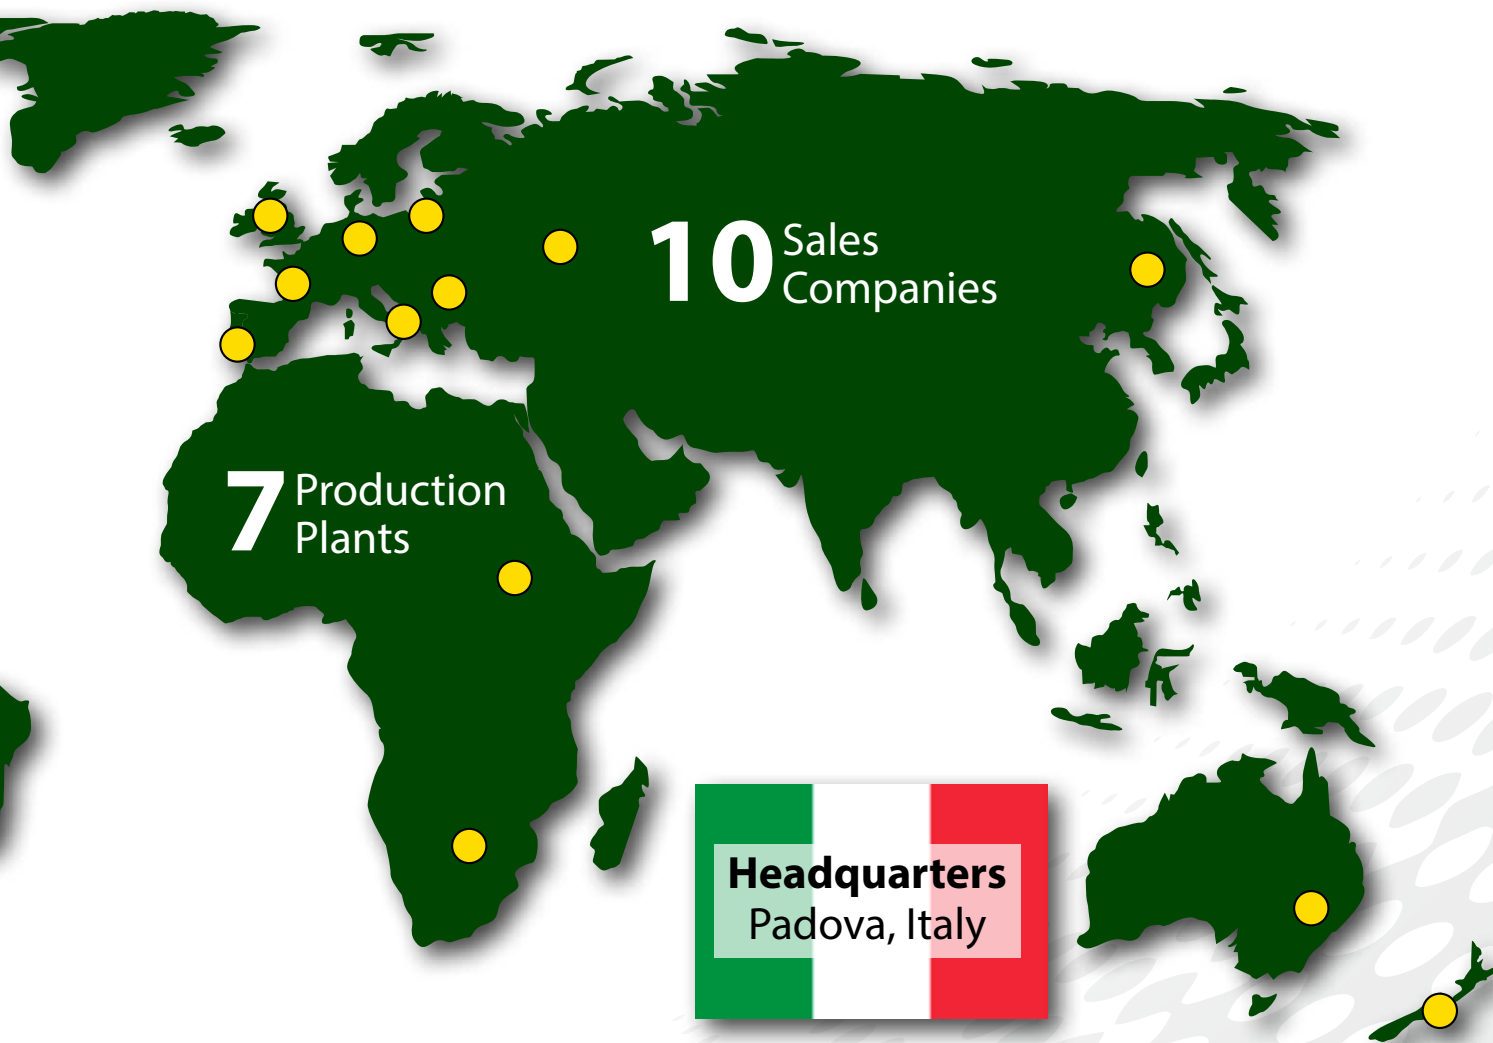 10 Sales
Companies
7 Production
Plants
Headquarters
Padova, Italy